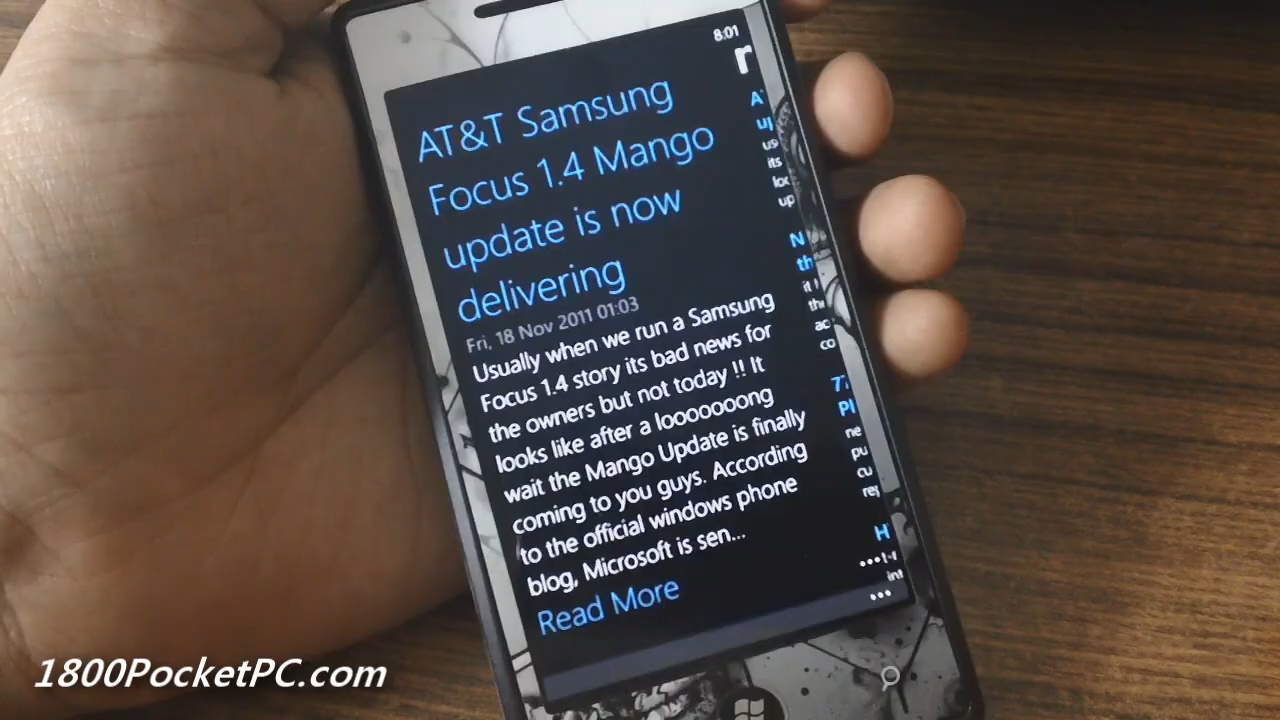 8:01
AT&T Samsung
Focus 1.4 Mango
update is now
delivering
Fri, 18 Nov 2011 01:03
Usually when we run a Samsung
Focus 1.4 story its bad news for
the owners but not today !! It
looks like after a looooooong
wait the Mango Update is finally
coming to you guys. According
to the official windows phone
blog, Microsoft is sen...
Read More
1800PocketPC.com